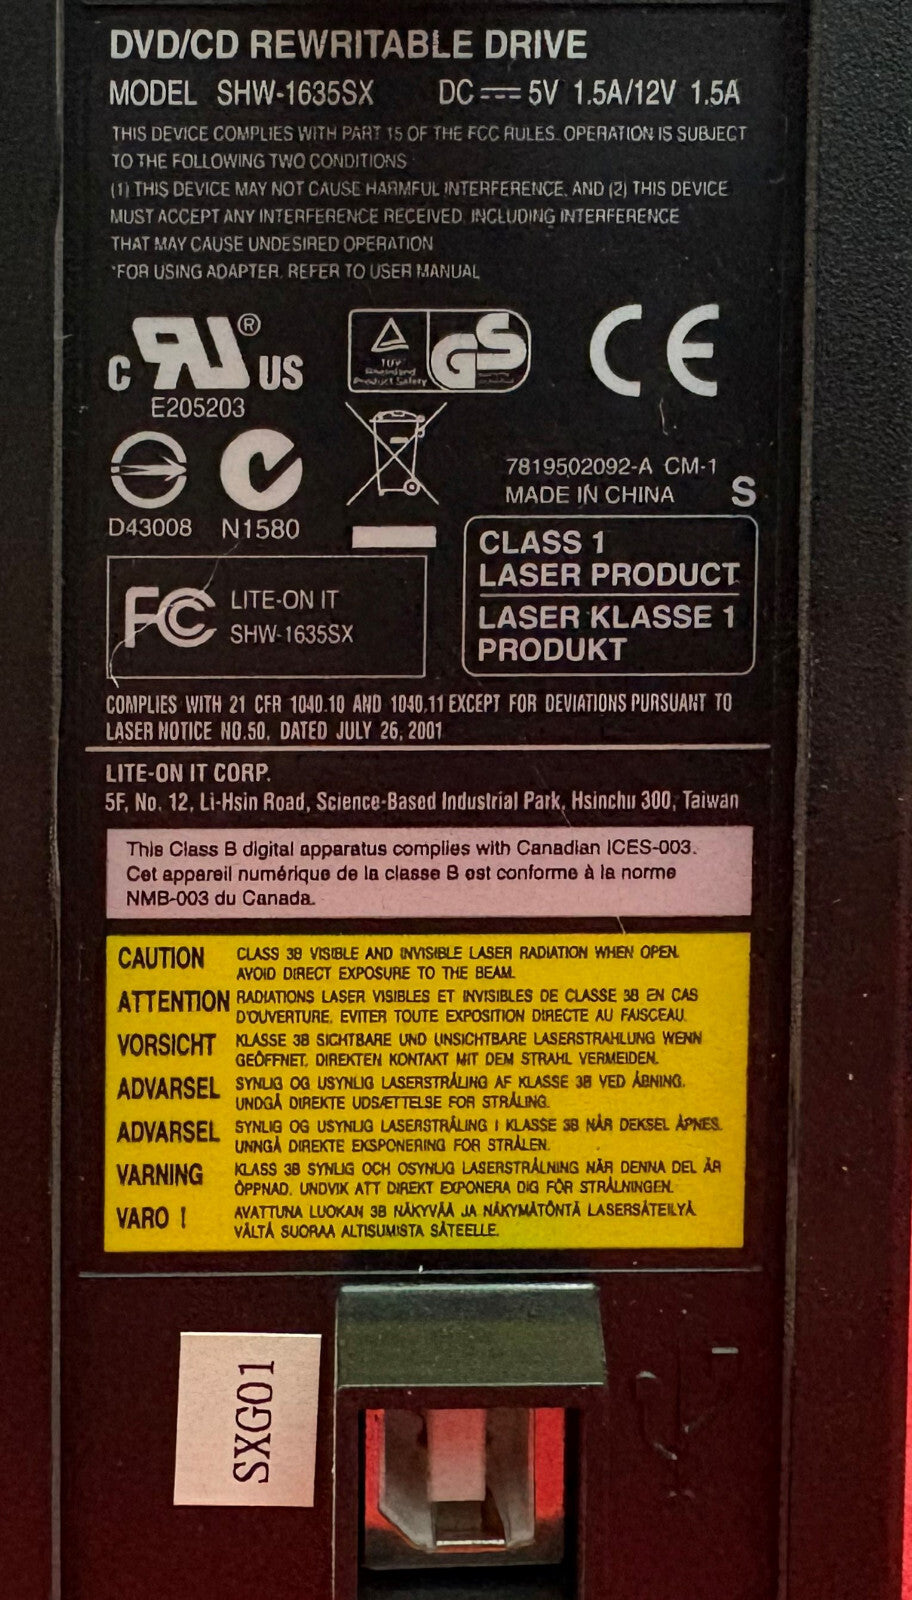 DVD/CD REWRITABLE DRIVE
MODEL SHW-1635SX DC 5V 1.5A/12V 1.5A
THIS DEVICE COMPLIES WITH PART 15 OF THE FCC RULES. OPERATION IS SUBJECT
TO THE FOLLOWING TWO CONDITIONS
(1) THIS DEVICE MAY NOT CAUSE HARMFUL INTERFERENCE, AND (2) THIS DEVICE
MUST ACCEPT ANY INTERFERENCE RECEIVED, INCLUDING INTERFERENCE
THAT MAY CAUSE UNDESIRED OPERATION
*FOR USING ADAPTER, REFER TO USER MANUAL
C RU ® US
E205203
TÜV
Rheinland
Product Safety
GS
CE
D43008
N1580
7819502092-A CM-1
MADE IN CHINA S
CLASS 1
LASER PRODUCT
LASER KLASSE 1
PRODUKT
FC LITE-ON IT
SHW-1635SX
COMPLIES WITH 21 CFR 1040.10 AND 1040.11 EXCEPT FOR DEVIATIONS PURSUANT TO
LASER NOTICE NO.50, DATED JULY 26, 2001
LITE-ON IT CORP.
5F, No. 12, Li-Hsin Road, Science-Based Industrial Park, Hsinchu 300, Taiwan
This Class B digital apparatus complies with Canadian ICES-003.
Cet appareil numérique de la classe B est conforme à la norme
NMB-003 du Canada.
CAUTION CLASS 3B VISIBLE AND INVISIBLE LASER RADIATION WHEN OPEN.
AVOID DIRECT EXPOSURE TO THE BEAM.
ATTENTION RADIATIONS LASER VISIBLES ET INVISIBLES DE CLASSE 3B EN CAS
D'OUVERTURE. EVITER TOUTE EXPOSITION DIRECTE AU FAISCEAU.
VORSICHT KLASSE 3B SICHTBARE UND UNSICHTBARE LASERSTRAHLUNG WENN
GEÖFFNET. DIREKTEN KONTAKT MIT DEM STRAHL VERMEIDEN.
ADVARSEL SYNLIG OG USYNLIG LASERSTRÅLING AF KLASSE 3B VED ÅBNING.
UNDGÅ DIREKTE UDSÆTTELSE FOR STRÅLING.
ADVARSEL SYNLIG OG USYNLIG LASERSTRÅLING I KLASSE 3B NÅR DEKSEL ÅPNES.
UNNGÅ DIREKTE EKSPONERING FOR STRÅLEN.
VARNING KLASS 3B SYNLIG OCH OSYNLIG LASERSTRÅLNING NÄR DENNA DEL ÄR
ÖPPNAD. UNDVIK ATT DIREKT EXPONERA DIG FÖR STRÅLNINGEN.
VARO ! AVATTUNA LUOKAN 3B NÄKYVÄÄ JA NÄKYMÄTÖNTÄ LASERSÄTEILYÄ.
VÄLTÄ SUORAA ALTISUMISTA SÄTEELLE.
SXG01